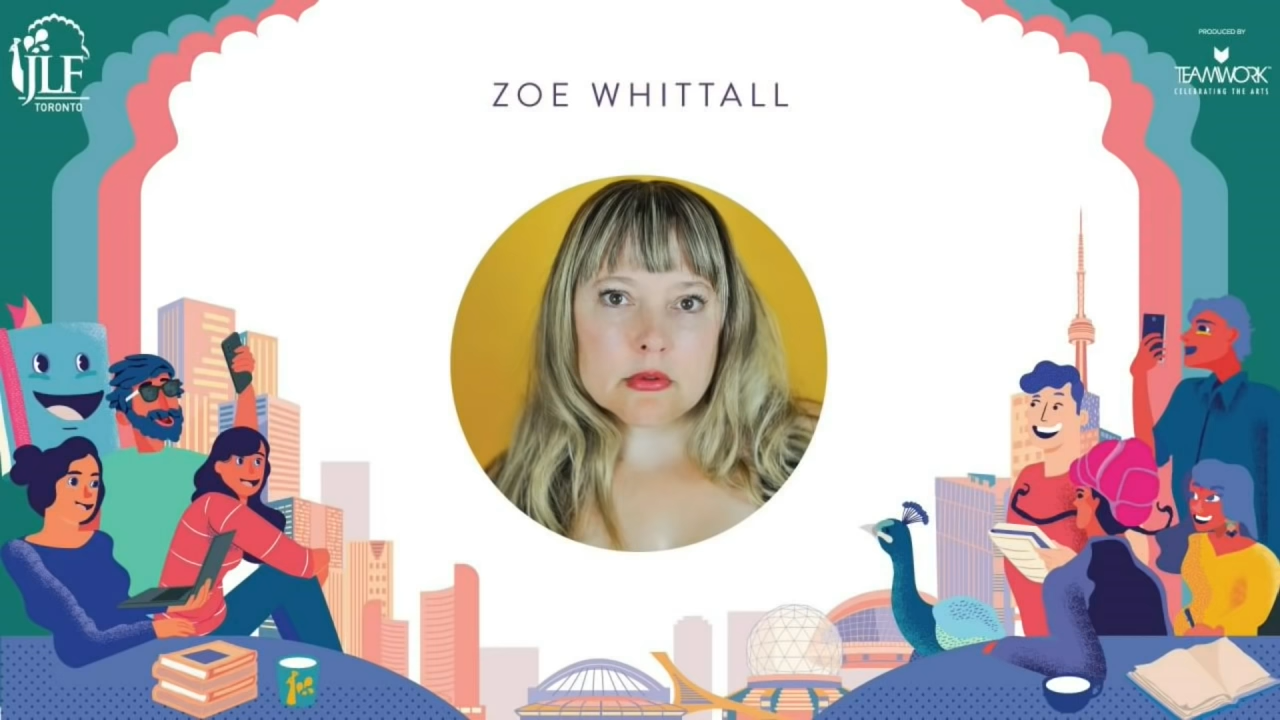 JLF
TORONTO
ZOE WHITTALL
PRODUCED BY
TEAMWORK
CELEBRATING THE ARTS